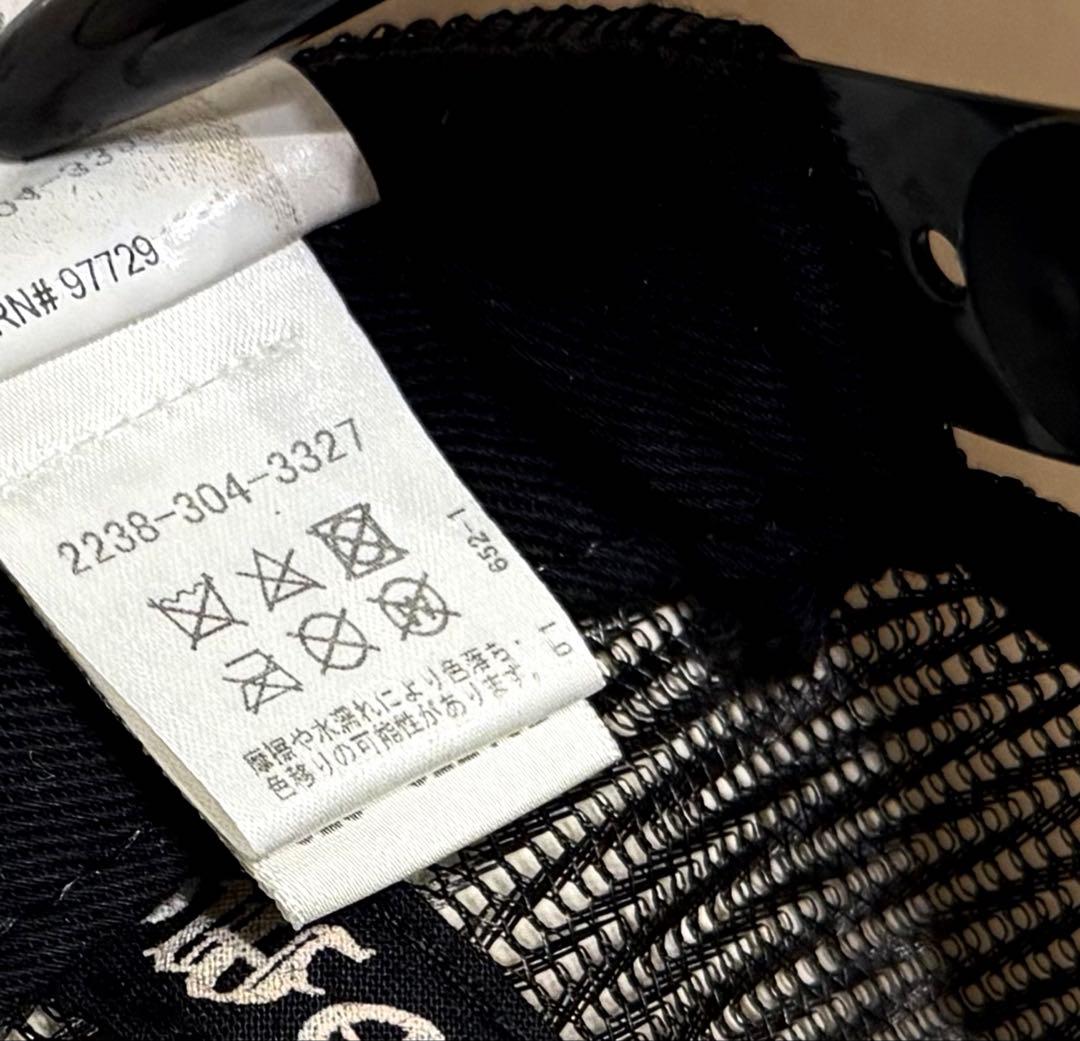 RN# 97729
2238-304-3327
摩擦や水濡れにより色落ち、
色移りの可能性があります。
652-1